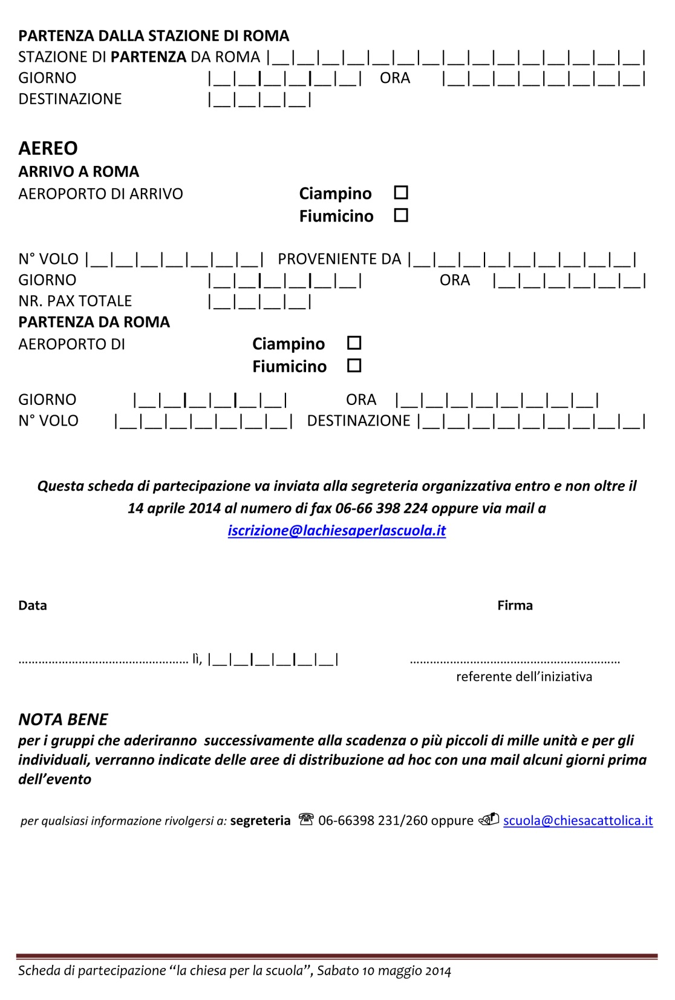 PARTENZA DALLA STAZIONE DI ROMA
STAZIONE DI PARTENZA DA ROMA |__|__|__|__|__|__|__|__|__|__|__|__|__|__|__|
GIORNO |__|__|__|__|__|__| ORA |__|__|__|__|__|__|__|__|
DESTINAZIONE |__|__|__|__|
AEREO
ARRIVO A ROMA
AEROPORTO DI ARRIVO Ciampino □
Fiumicino □
N° VOLO |__|__|__|__|__|__|__| PROVENIENTE DA |__|__|__|__|__|__|__|__|__|
GIORNO |__|__|__|__|__|__| ORA |__|__|__|__|__|__|
NR. PAX TOTALE |__|__|__|__|
PARTENZA DA ROMA
AEROPORTO DI Ciampino □
Fiumicino □
GIORNO |__|__|__|__|__|__| ORA |__|__|__|__|__|__|__|__|
N° VOLO |__|__|__|__|__|__|__| DESTINAZIONE |__|__|__|__|__|__|__|__|__|
Questa scheda di partecipazione va inviata alla segreteria organizzativa entro e non oltre il
14 aprile 2014 al numero di fax 06-66 398 224 oppure via mail a
iscrizione@lachiesaperlascuola.it
Data Firma
…………………………………………… lì, |__|__|__|__|__|__| ………………………………………………………
referente dell’iniziativa
NOTA BENE
per i gruppi che aderiranno successivamente alla scadenza o più piccoli di mille unità e per gli
individuali, verranno indicate delle aree di distribuzione ad hoc con una mail alcuni giorni prima
dell’evento
per qualsiasi informazione rivolgersi a: segreteria ☎ 06-66398 231/260 oppure scuola@chiesacattolica.it
Scheda di partecipazione “la chiesa per la scuola”, Sabato 10 maggio 2014